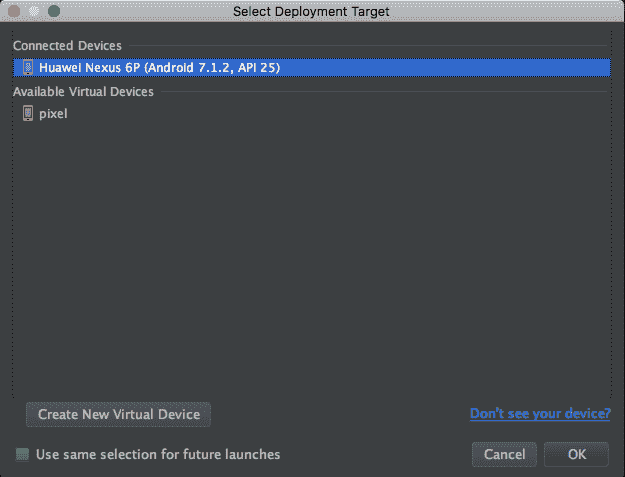 Select Deployment Target
Connected Devices
Huawei Nexus 6P (Android 7.1.2, API 25)
Available Virtual Devices
pixel
Create New Virtual Device
Don't see your device?
Use same selection for future launches
Cancel
OK